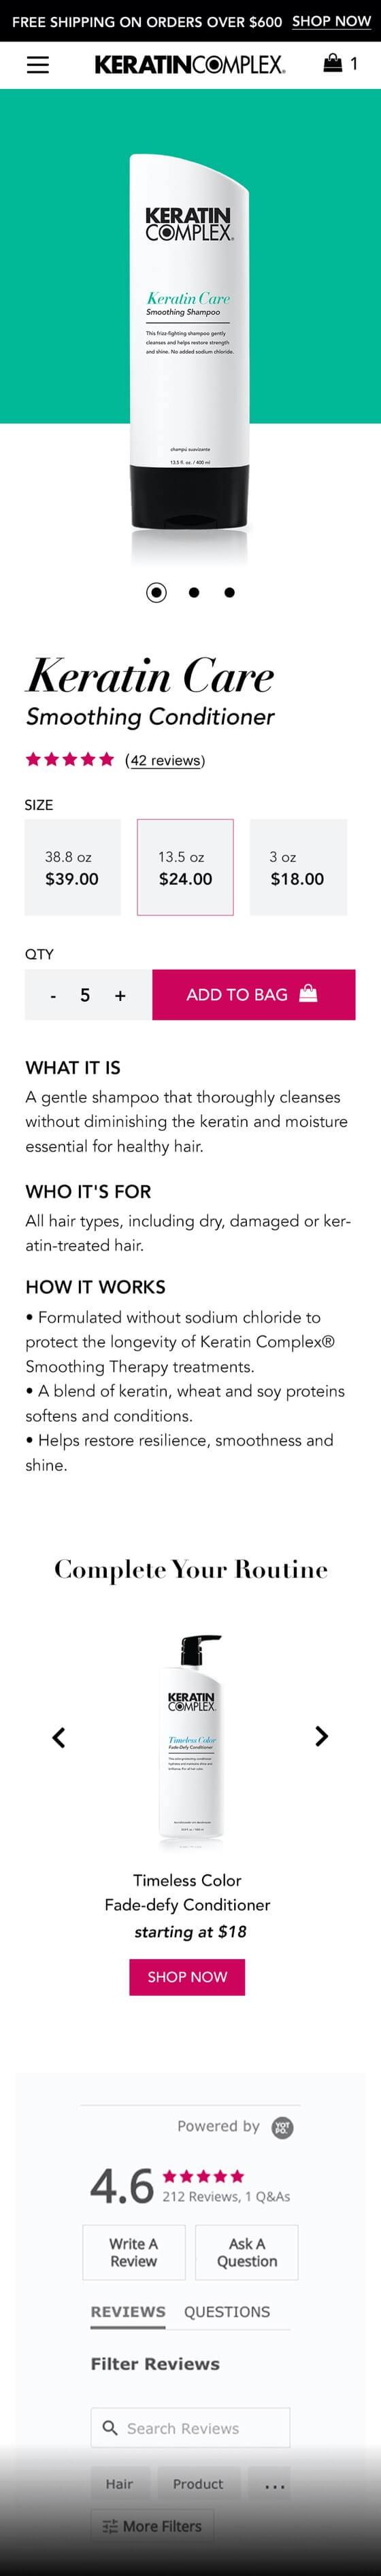 FREE SHIPPING ON ORDERS OVER $600 SHOP NOW
KERATINCOMPLEX. 1
KERATIN
COMPLEX.
Keratin Care
Smoothing Shampoo
This frizz-fighting shampoo gently
cleanses and helps restore strength
and shine. No added sodium chloride.
champú suavizante
13.5 fl. oz. / 400 ml
Keratin Care
Smoothing Conditioner
(42 reviews)
SIZE
38.8 oz 13.5 oz 3 oz
$39.00 $24.00 $18.00
QTY
- 5 + ADD TO BAG
WHAT IT IS
A gentle shampoo that thoroughly cleanses
without diminishing the keratin and moisture
essential for healthy hair.
WHO IT'S FOR
All hair types, including dry, damaged or ker-
atin-treated hair.
HOW IT WORKS
• Formulated without sodium chloride to
protect the longevity of Keratin Complex®
Smoothing Therapy treatments.
• A blend of keratin, wheat and soy proteins
softens and conditions.
• Helps restore resilience, smoothness and
shine.
Complete Your Routine
KERATIN
COMPLEX.
Timeless Color
Fade-Defy Conditioner
Timeless Color
Fade-defy Conditioner
starting at $18
SHOP NOW
Powered by YOTPO.
4.6
212 Reviews, 1 Q&As
Write A Review
Ask A Question
REVIEWS QUESTIONS
Filter Reviews
Search Reviews
Hair Product ...
More Filters